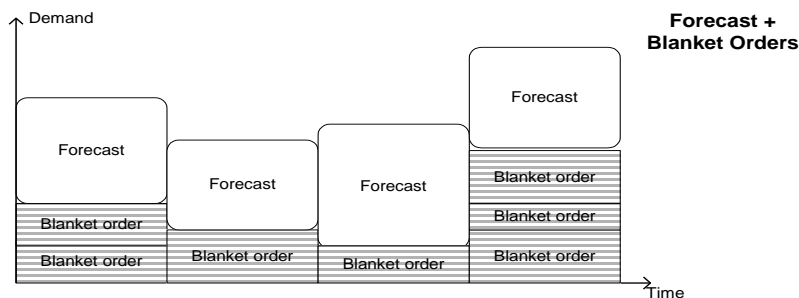 Demand
Forecast +
Blanket Orders
Forecast
Forecast
Forecast
Forecast
Blanket order
Blanket order
Blanket order
Blanket order
Blanket order
Blanket order
Blanket order
Time